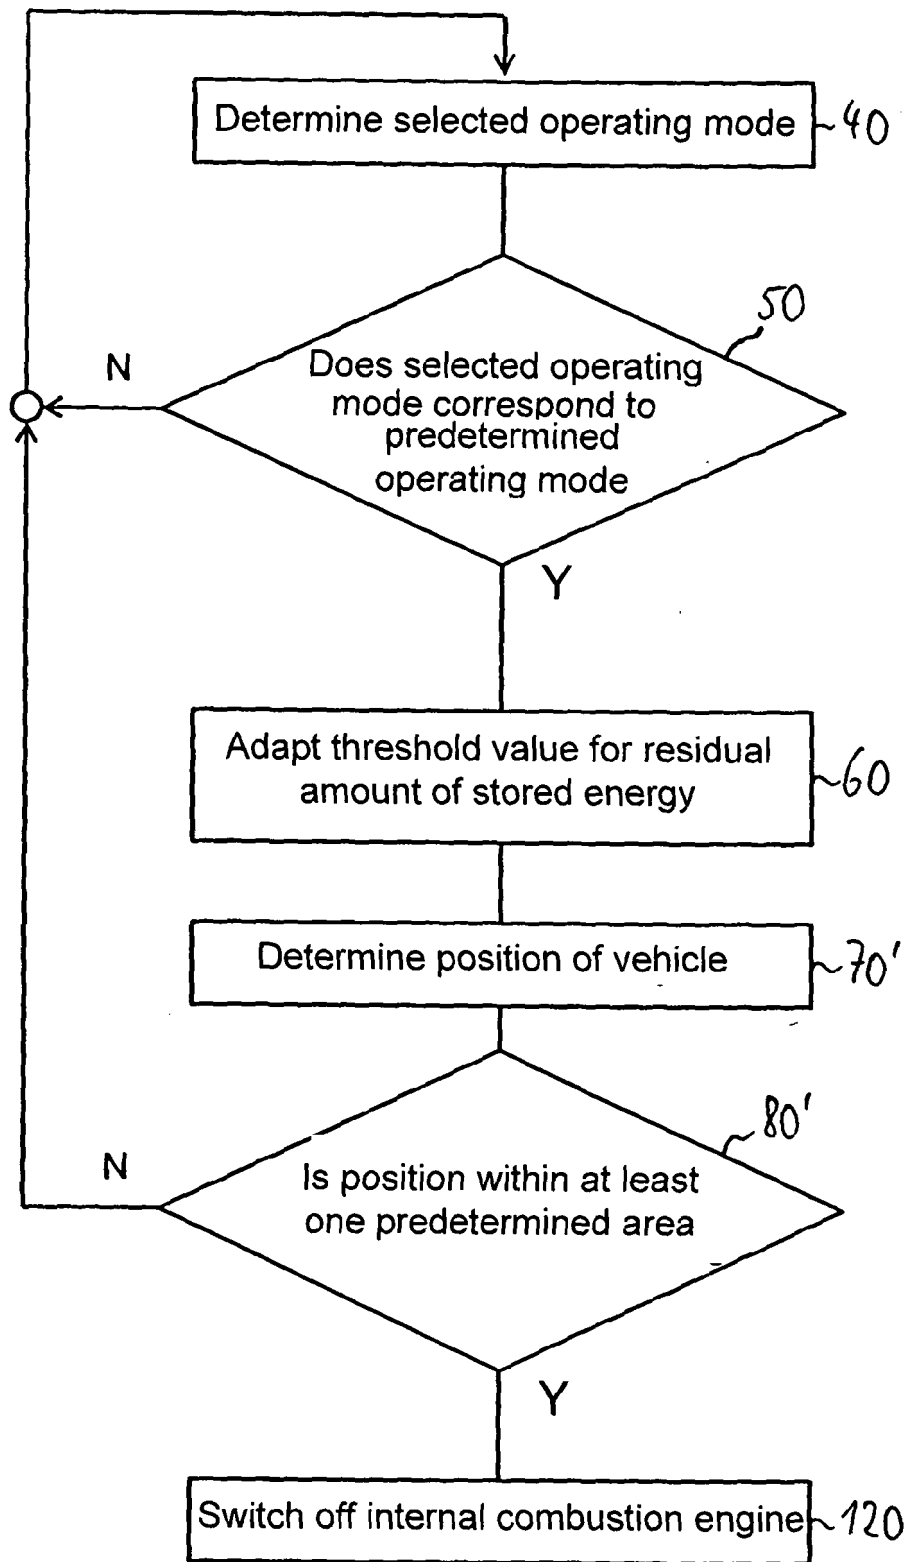 Determine selected operating mode 40
50
N
Does selected operating
mode correspond to
predetermined
operating mode
Y
Adapt threshold value for residual
amount of stored energy
60
Determine position of vehicle 70'
80'
N
Is position within at least
one predetermined area
Y
Switch off internal combustion engine 120